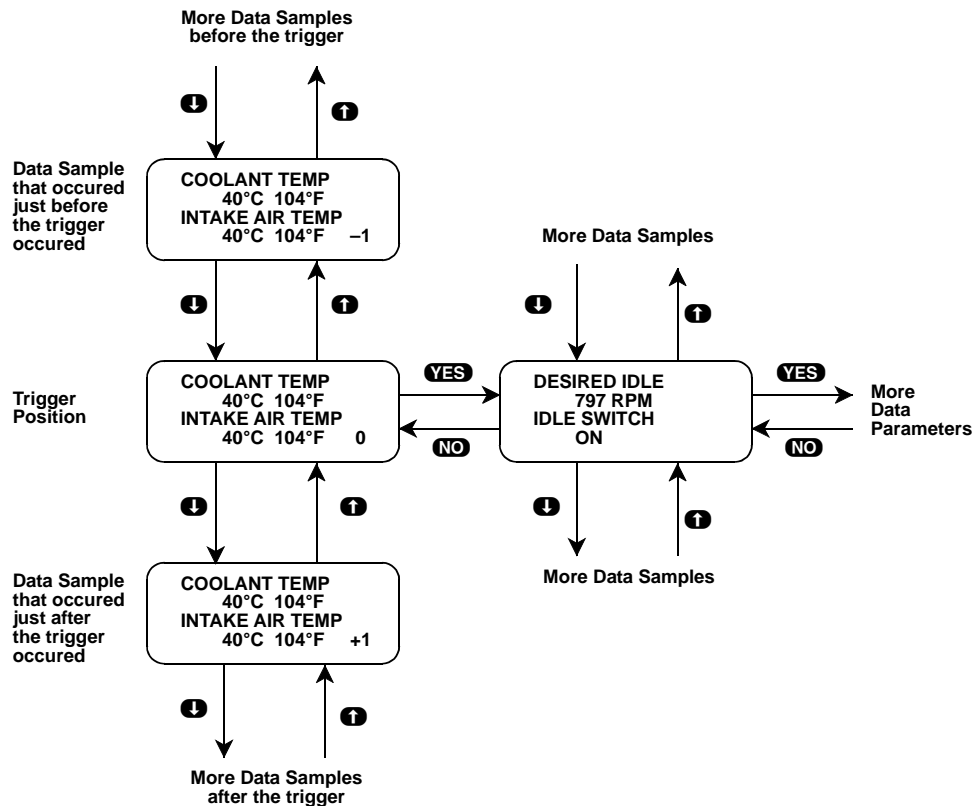 More Data Samples
before the trigger
Data Sample
that occured
just before
the trigger
occured
COOLANT TEMP
40°C 104°F
INTAKE AIR TEMP
40°C 104°F –1
More Data Samples
Trigger
Position
COOLANT TEMP
40°C 104°F
INTAKE AIR TEMP
40°C 104°F 0
YES
NO
DESIRED IDLE
797 RPM
IDLE SWITCH
ON
YES
NO
More
Data
Parameters
More Data Samples
Data Sample
that occured
just after
the trigger
occured
COOLANT TEMP
40°C 104°F
INTAKE AIR TEMP
40°C 104°F +1
More Data Samples
after the trigger